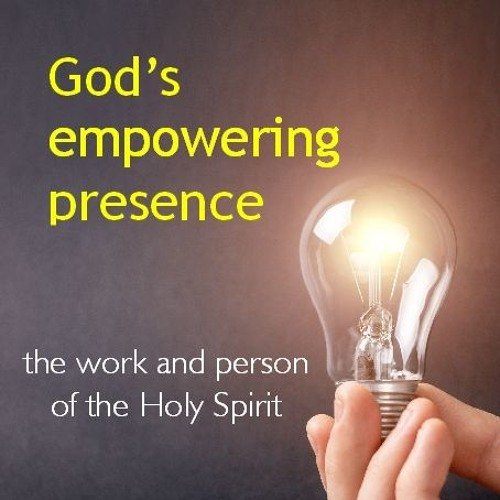 God’s
empowering
presence
the work and person
of the Holy Spirit